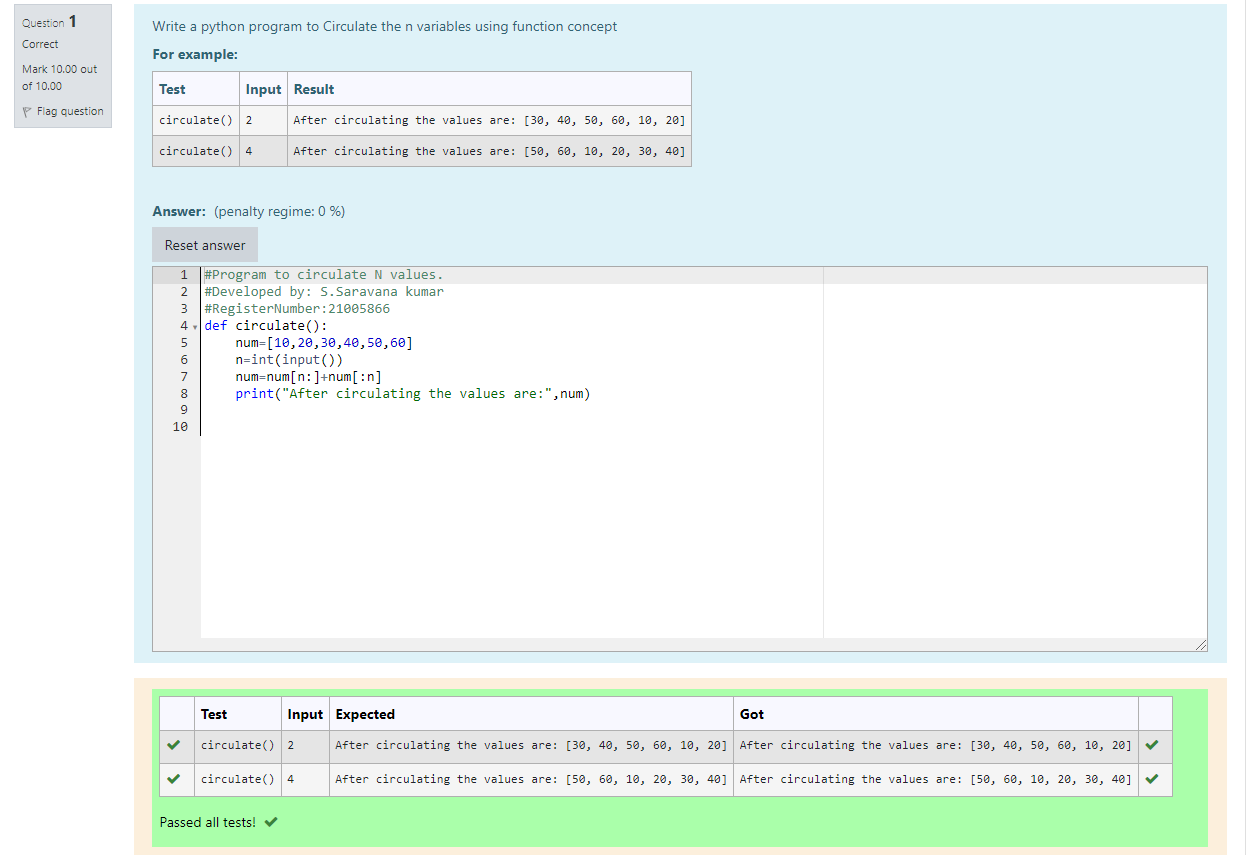 Question 1
Correct
Mark 10.00 out
of 10.00
Flag question
Write a python program to Circulate the n variables using function concept
For example:
Test Input Result
circulate() 2 After circulating the values are: [30, 40, 50, 60, 10, 20]
circulate() 4 After circulating the values are: [50, 60, 10, 20, 30, 40]
Answer: (penalty regime: 0 %)
Reset answer
1 #Program to circulate N values.
2 #Developed by: S.Saravana kumar
3 #RegisterNumber:21005866
4 def circulate():
5     num=[10,20,30,40,50,60]
6     n=int(input())
7     num=num[n:]+num[:n]
8     print("After circulating the values are:",num)
9
10
Test Input Expected Got
circulate() 2 After circulating the values are: [30, 40, 50, 60, 10, 20] After circulating the values are: [30, 40, 50, 60, 10, 20]
circulate() 4 After circulating the values are: [50, 60, 10, 20, 30, 40] After circulating the values are: [50, 60, 10, 20, 30, 40]
Passed all tests!